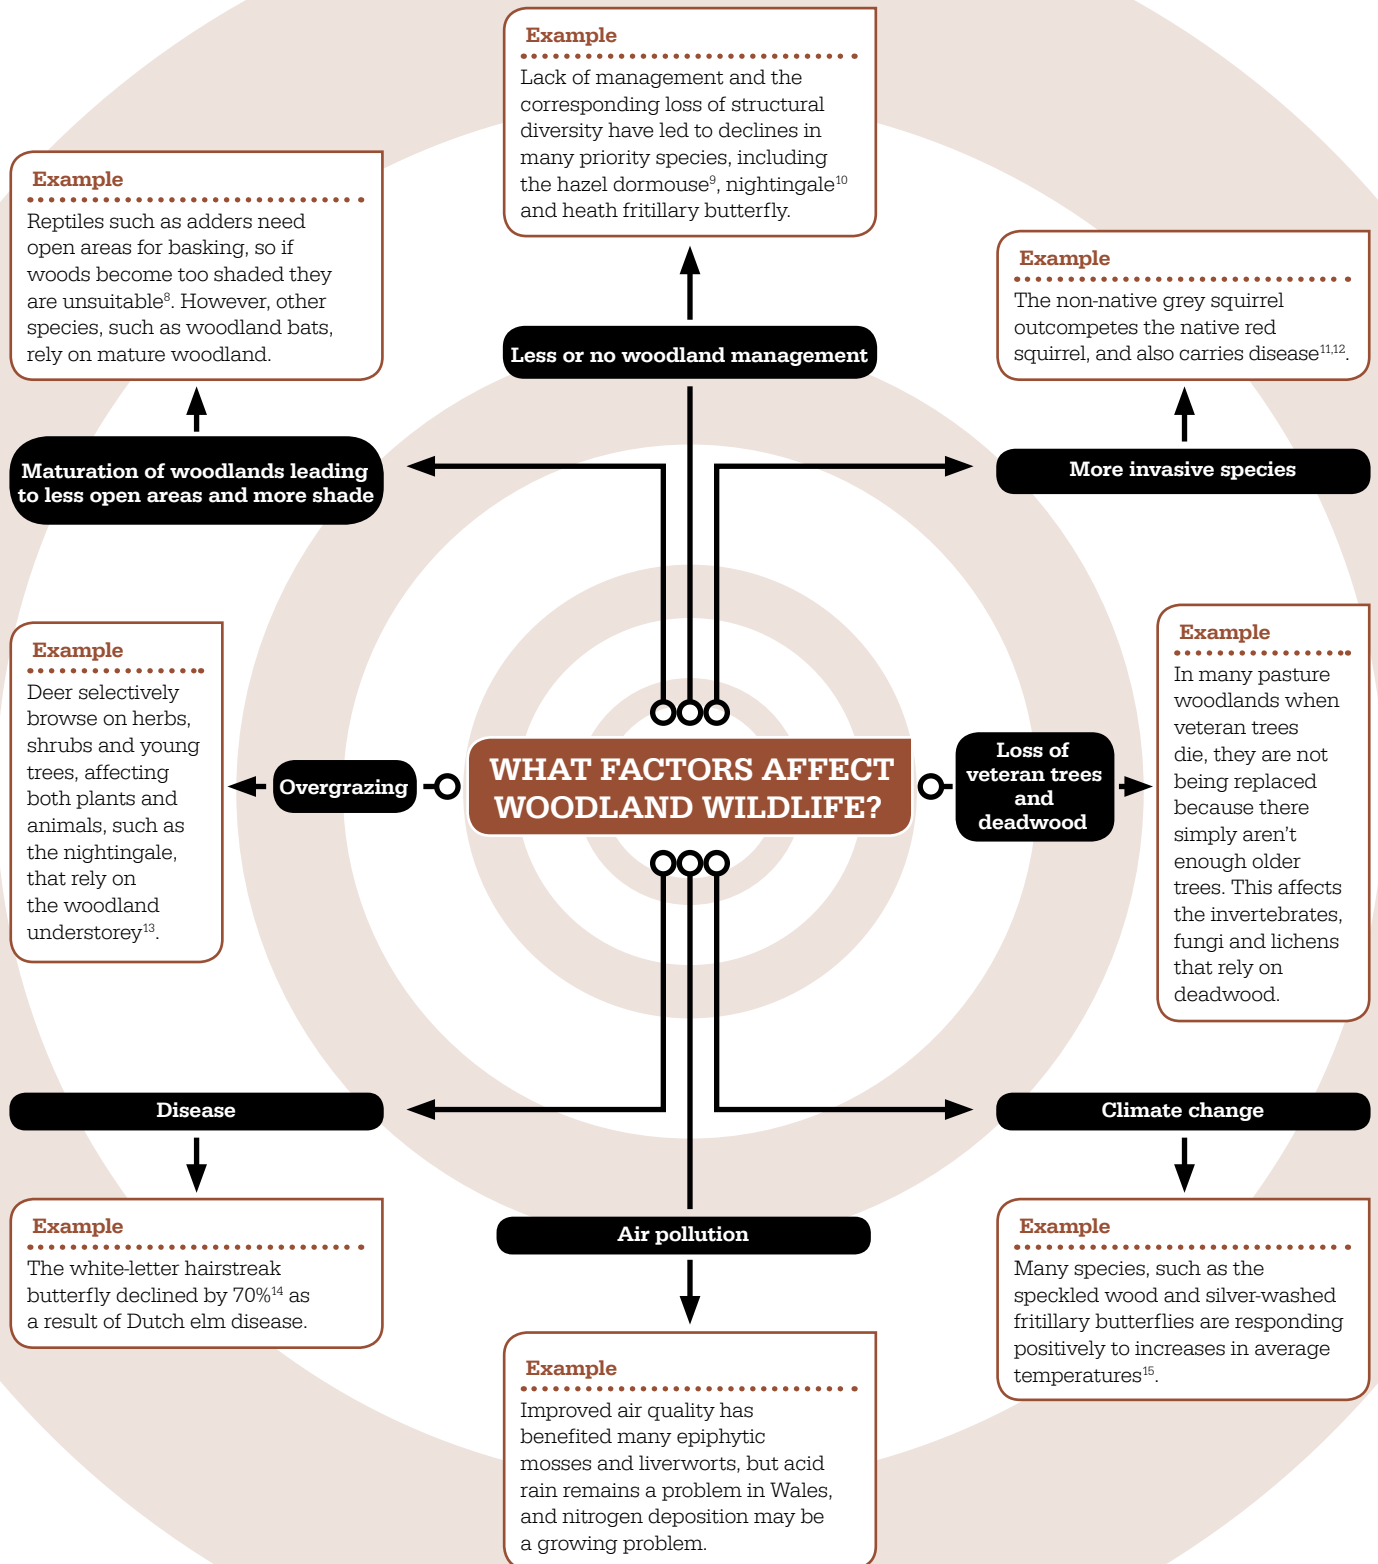 WHAT FACTORS AFFECT
WOODLAND WILDLIFE?
Less or no woodland management
Example
Lack of management and the
corresponding loss of structural
diversity have led to declines in
many priority species, including
the hazel dormouse⁹, nightingale¹⁰
and heath fritillary butterfly.
More invasive species
Example
The non-native grey squirrel
outcompetes the native red
squirrel, and also carries disease¹¹,¹².
Loss of
veteran trees
and
deadwood
Example
In many pasture
woodlands when
veteran trees
die, they are not
being replaced
because there
simply aren't
enough older
trees. This affects
the invertebrates,
fungi and lichens
that rely on
deadwood.
Climate change
Example
Many species, such as the
speckled wood and silver-washed
fritillary butterflies are responding
positively to increases in average
temperatures¹⁵.
Air pollution
Example
Improved air quality has
benefited many epiphytic
mosses and liverworts, but acid
rain remains a problem in Wales,
and nitrogen deposition may be
a growing problem.
Disease
Example
The white-letter hairstreak
butterfly declined by 70%¹⁴ as
a result of Dutch elm disease.
Overgrazing
Example
Deer selectively
browse on herbs,
shrubs and young
trees, affecting
both plants and
animals, such as
the nightingale,
that rely on
the woodland
understorey¹³.
Maturation of woodlands leading
to less open areas and more shade
Example
Reptiles such as adders need
open areas for basking, so if
woods become too shaded they
are unsuitable⁸. However, other
species, such as woodland bats,
rely on mature woodland.